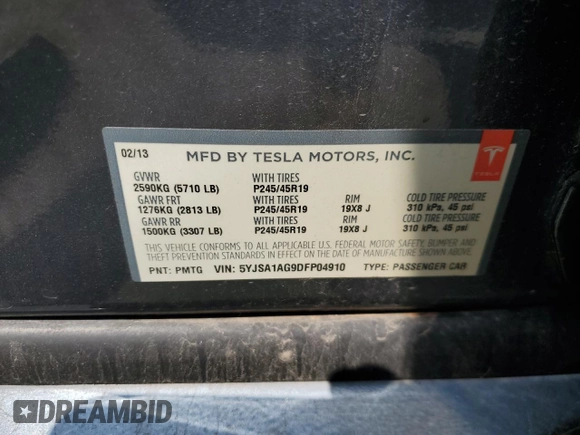 02/13 MFD BY TESLA MOTORS, INC.
GVWR WITH TIRES
2590KG (5710 LB) P245/45R19
GAWR FRT WITH TIRES RIM COLD TIRE PRESSURE
1276KG (2813 LB) P245/45R19 19X8 J 310 kPa, 45 psi
GAWR RR WITH TIRES RIM COLD TIRE PRESSURE
1500KG (3307 LB) P245/45R19 19X8 J 310 kPa, 45 psi
THIS VEHICLE CONFORMS TO ALL APPLICABLE U.S. FEDERAL MOTOR SAFETY, BUMPER AND
THEFT PREVENTION STANDARDS IN EFFECT ON THE DATE OF MANUFACTURE SHOWN ABOVE.
PNT: PMTG VIN: 5YJSA1AG9DFP04910 TYPE: PASSENGER CAR
TESLA
DREAMBID